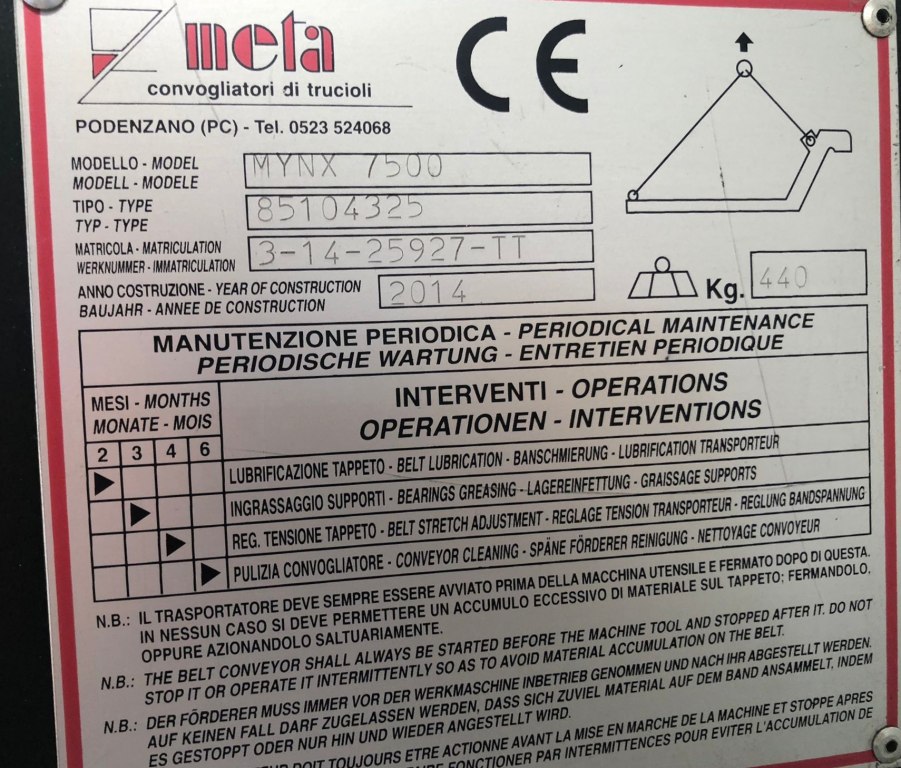 meta
convogliatori di trucioli
CE
PODENZANO (PC) - Tel. 0523 524068
MODELLO - MODEL
MODELL - MODELE
MYNX 7500
TIPO - TYPE
TYP - TYPE
85104325
MATRICOLA - MATRICULATION
WERKNUMMER - IMMATRICULATION
3-14-25927-TT
ANNO COSTRUZIONE - YEAR OF CONSTRUCTION
BAUJAHR - ANNEE DE CONSTRUCTION
2014
Kg. 440
MANUTENZIONE PERIODICA - PERIODICAL MAINTENANCE
PERIODISCHE WARTUNG - ENTRETIEN PERIODIQUE
MESI - MONTHS
MONATE - MOIS
INTERVENTI - OPERATIONS
OPERATIONEN - INTERVENTIONS
2 3 4 6
LUBRIFICAZIONE TAPPETO - BELT LUBRICATION - BANSCHMIERUNG - LUBRIFICATION TRANSPORTEUR
INGRASSAGGIO SUPPORTI - BEARINGS GREASING - LAGEREINFETTUNG - GRAISSAGE SUPPORTS
REG. TENSIONE TAPPETO - BELT STRETCH ADJUSTMENT - REGLAGE TENSION TRANSPORTEUR - REGLUNG BANDSPANNUNG
PULIZIA CONVOGLIATORE - CONVEYOR CLEANING - SPÄNE FÖRDERER REINIGUNG - NETTOYAGE CONVOYEUR
N.B.: IL TRASPORTATORE DEVE SEMPRE ESSERE AVVIATO PRIMA DELLA MACCHINA UTENSILE E FERMATO DOPO DI QUESTA.
IN NESSUN CASO SI DEVE PERMETTERE UN ACCUMULO ECCESSIVO DI MATERIALE SUL TAPPETO; FERMANDOLO,
OPPURE AZIONANDOLO SALTUARIAMENTE.
N.B.: THE BELT CONVEYOR SHALL ALWAYS BE STARTED BEFORE THE MACHINE TOOL AND STOPPED AFTER IT. DO NOT
STOP IT OR OPERATE IT INTERMITTENTLY SO AS TO AVOID MATERIAL ACCUMULATION ON THE BELT.
N.B.: DER FÖRDERER MUSS IMMER VOR DER WERKMASCHINE INBETRIEB GENOMMEN UND NACH IHR ABGESTELLT WERDEN.
AUF KEINEN FALL DARF ZUGELASSEN WERDEN, DASS SICH ZUVIEL MATERIAL AUF DEM BAND ANSAMMELT, INDEM
ES GESTOPPT ODER NUR HIN UND WIEDER ANGESTELLT WIRD.
DOIT TOUJOURS ETRE ACTIONNE AVANT LA MISE EN MARCHE DE LA MACHINE ET STOPPE APRES
FONCTIONER PAR INTERMITTENCES POUR EVITER L'ACCUMULATION DE